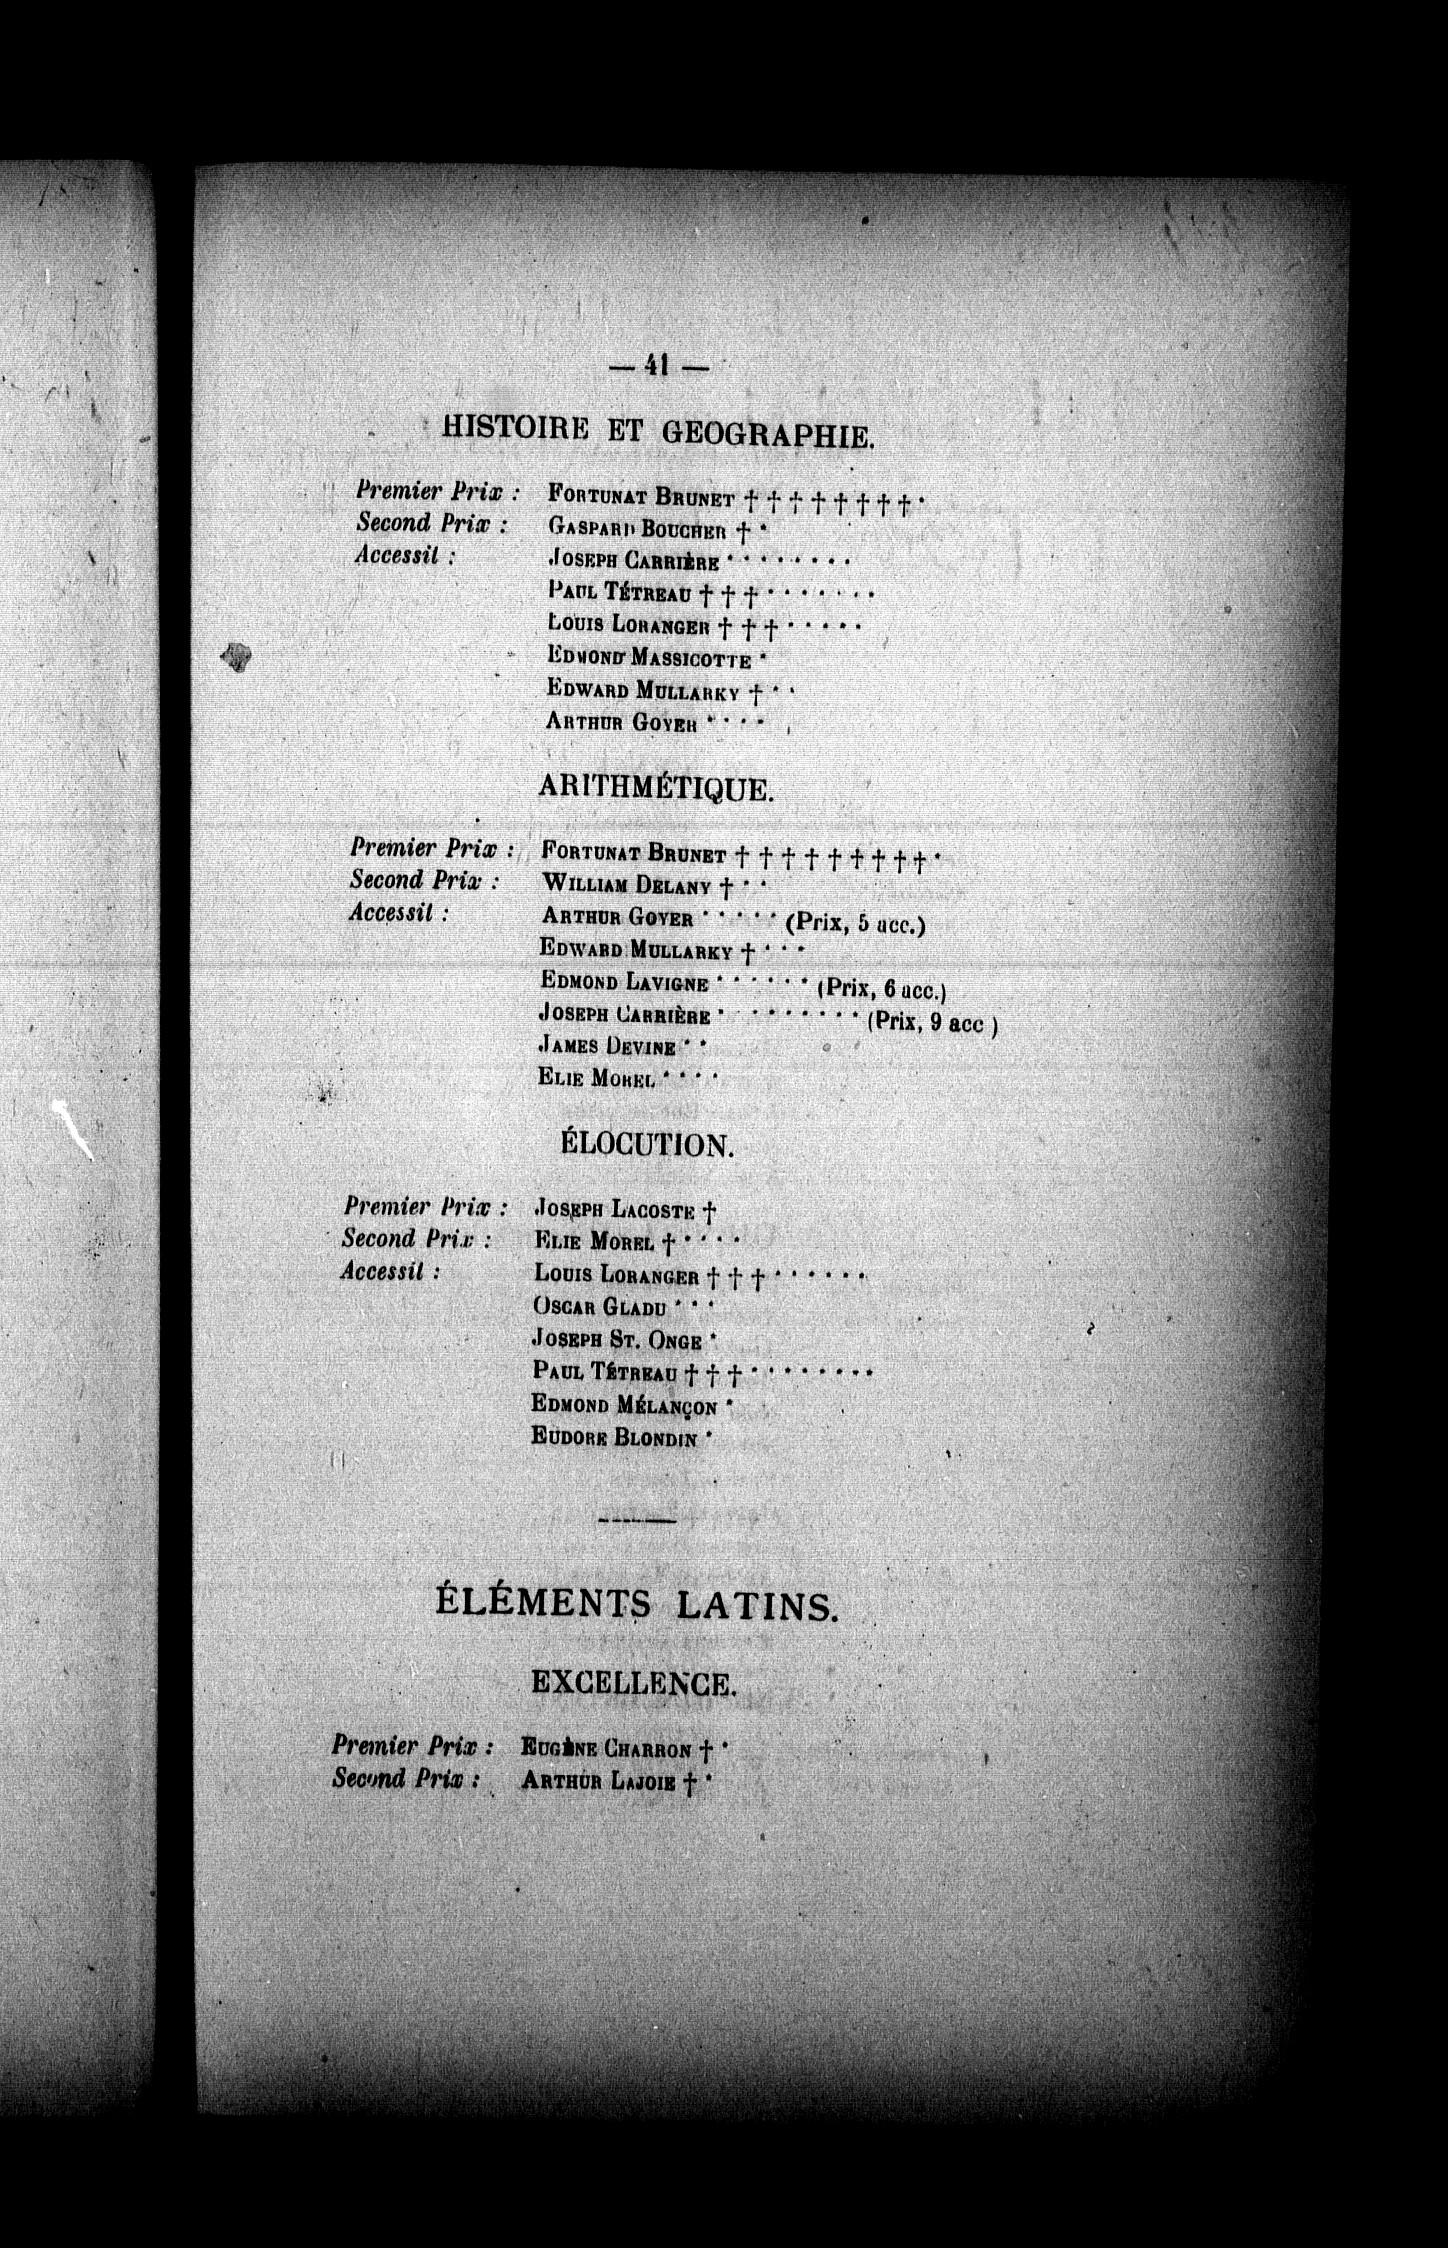 — 41 —
HISTOIRE ET GEOGRAPHIE.
Premier Prix : FORTUNAT BRUNET † † † † † † † † *
Second Prix : GASPARD BOUCHER † *
Accessit : JOSEPH CARRIÈRE * * * * * * * *
PAUL TÉTREAU † † † * * * * * * *
LOUIS LORANGER † † † * * * * *
EDMOND MASSICOTTE *
EDWARD MULLARKY † * *
ARTHUR GOYER * * * *
ARITHMÉTIQUE.
Premier Prix : FORTUNAT BRUNET † † † † † † † † † *
Second Prix : WILLIAM DELANY † * *
Accessit : ARTHUR GOYER * * * * * (Prix, 5 acc.)
EDWARD MULLARKY † * * *
EDMOND LAVIGNE * * * * * * (Prix, 6 acc.)
JOSEPH CARRIÈRE * * * * * * * * * (Prix, 9 acc )
JAMES DEVINE * *
ELIE MOREL * * * *
ÉLOCUTION.
Premier Prix : JOSEPH LACOSTE †
Second Prix : ELIE MOREL † * * * *
Accessit : LOUIS LORANGER † † † * * * * * *
OSCAR GLADU * * *
JOSEPH ST. ONGE *
PAUL TÉTREAU † † † * * * * * * * *
EDMOND MÉLANÇON *
EUDORE BLONDIN *
ÉLÉMENTS LATINS.
EXCELLENCE.
Premier Prix : EUGÈNE CHARRON † *
Second Prix : ARTHUR LAJOIE † *